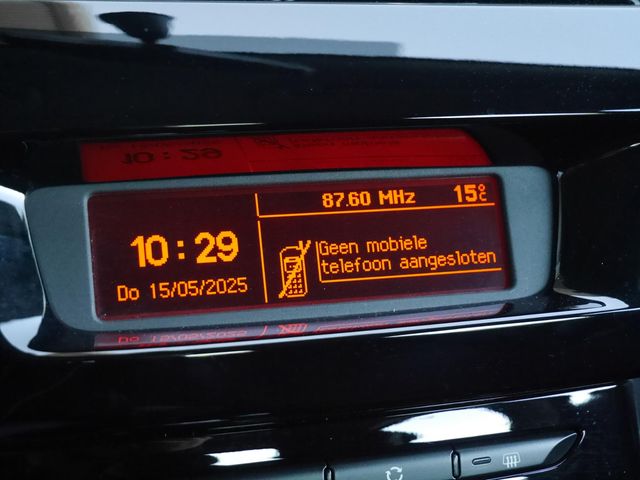 87.60 MHz 15°C
10:29
Do 15/05/2025
Geen mobiele
telefoon aangesloten